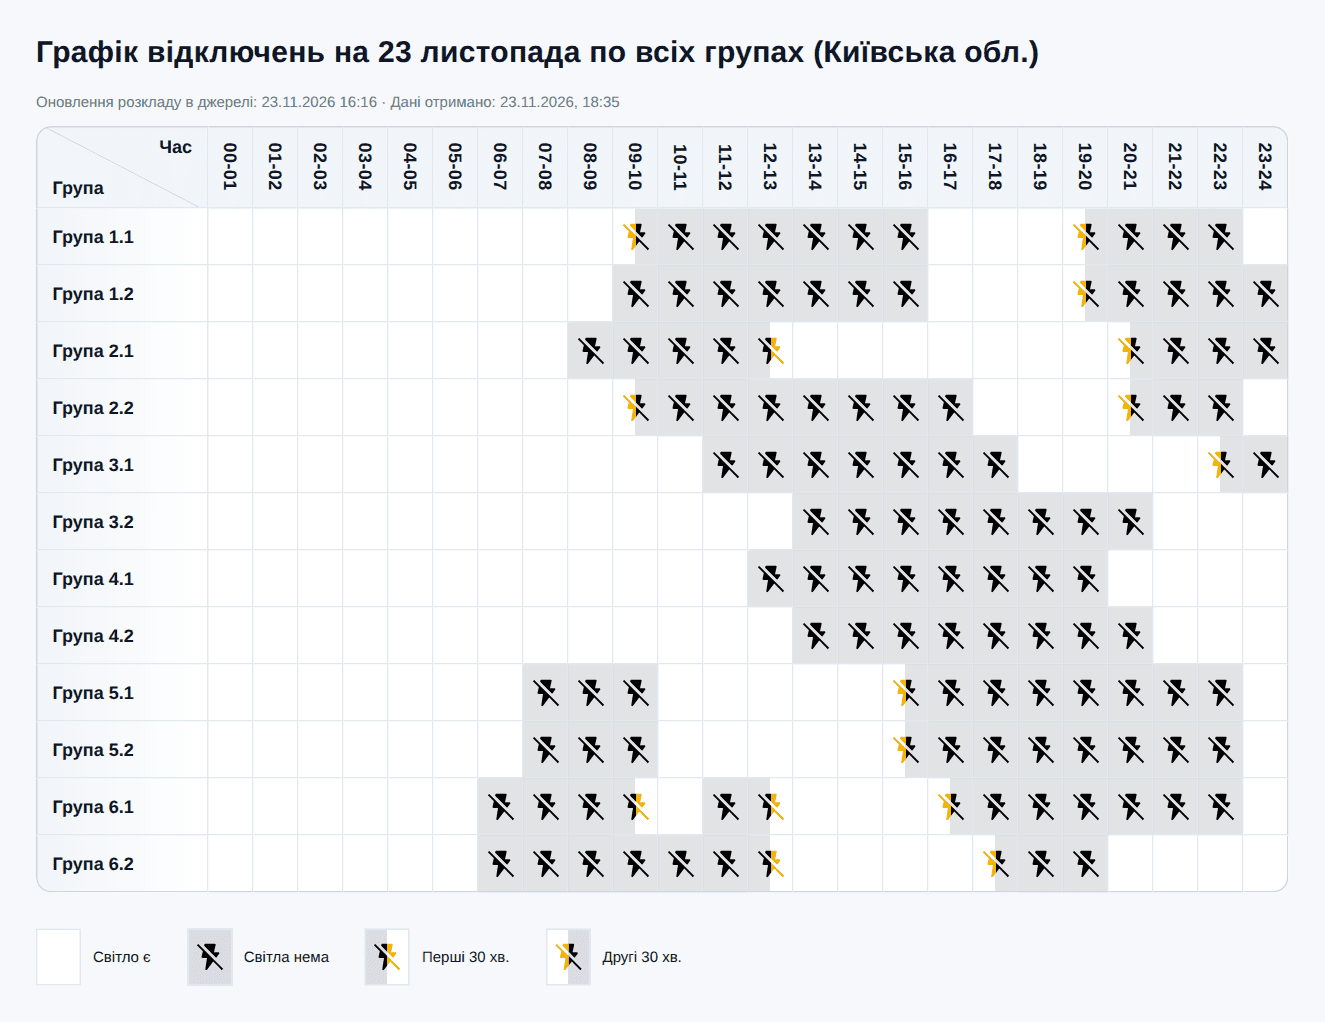 Графік відключень на 23 листопада по всіх групах (Київська обл.)
Оновлення розкладу в джерелі: 23.11.2026 16:16 · Дані отримано: 23.11.2026, 18:35
Час
Група
00-01 01-02 02-03 03-04 04-05 05-06 06-07 07-08 08-09 09-10 10-11 11-12 12-13 13-14 14-15 15-16 16-17 17-18 18-19 19-20 20-21 21-22 22-23 23-24
Група 1.1
Група 1.2
Група 2.1
Група 2.2
Група 3.1
Група 3.2
Група 4.1
Група 4.2
Група 5.1
Група 5.2
Група 6.1
Група 6.2
Світло є Світла нема Перші 30 хв. Другі 30 хв.